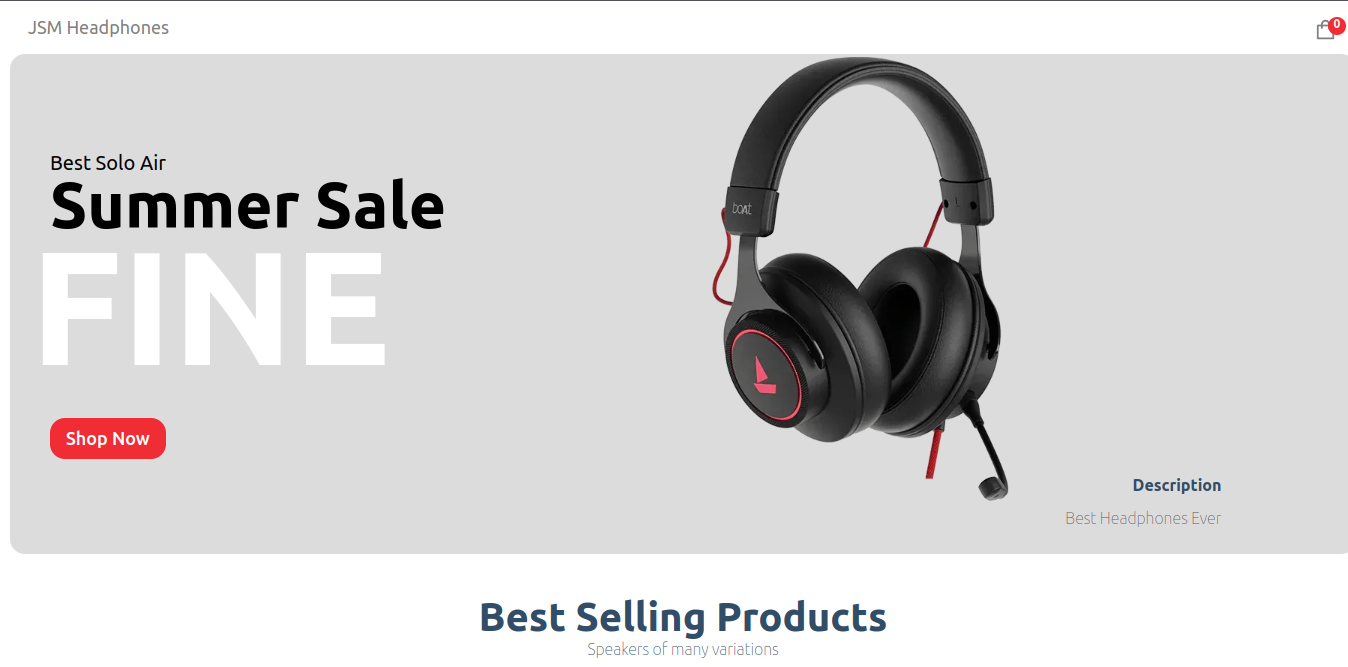 JSM Headphones
0
Best Solo Air
Summer Sale
FINE
boAt
Shop Now
Description
Best Headphones Ever
Best Selling Products
Speakers of many variations